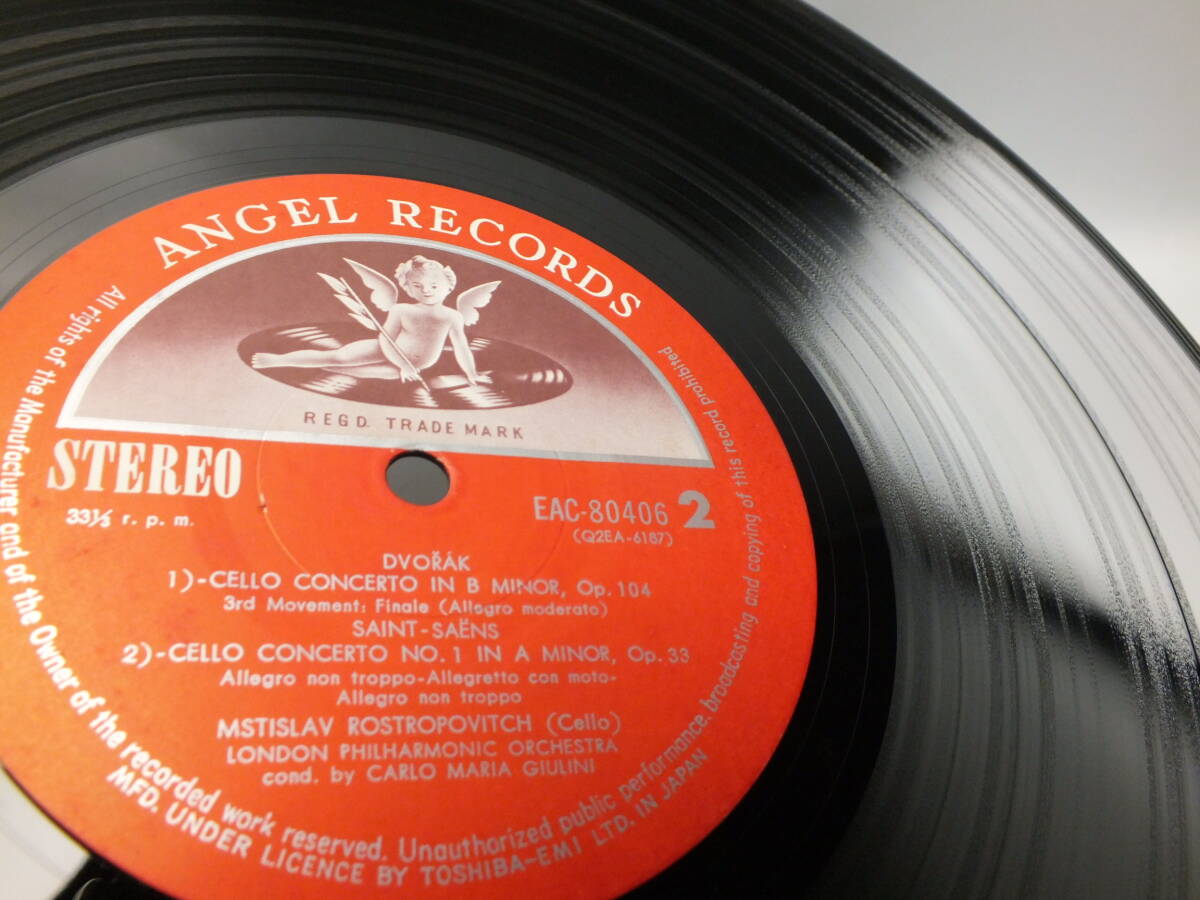 ANGEL RECORDS
REGD. TRADE MARK
STEREO
33⅓ r. p. m.
EAC-80406 2
(Q2EA-6187)
DVOŘÁK
1)-CELLO CONCERTO IN B MINOR, Op. 104
3rd Movement: Finale (Allegro moderato)
SAINT-SAËNS
2)-CELLO CONCERTO NO. 1 IN A MINOR, Op. 33
Allegro non troppo-Allegretto con moto-
Allegro non troppo
MSTISLAV ROSTROPOVITCH (Cello)
LONDON PHILHARMONIC ORCHESTRA
cond. by CARLO MARIA GIULINI
All rights of the Manufacturer and of the Owner of the recorded work reserved. Unauthorized public performance, broadcasting and copying of this record prohibited
MFD. UNDER LICENCE BY TOSHIBA-EMI LTD. IN JAPAN